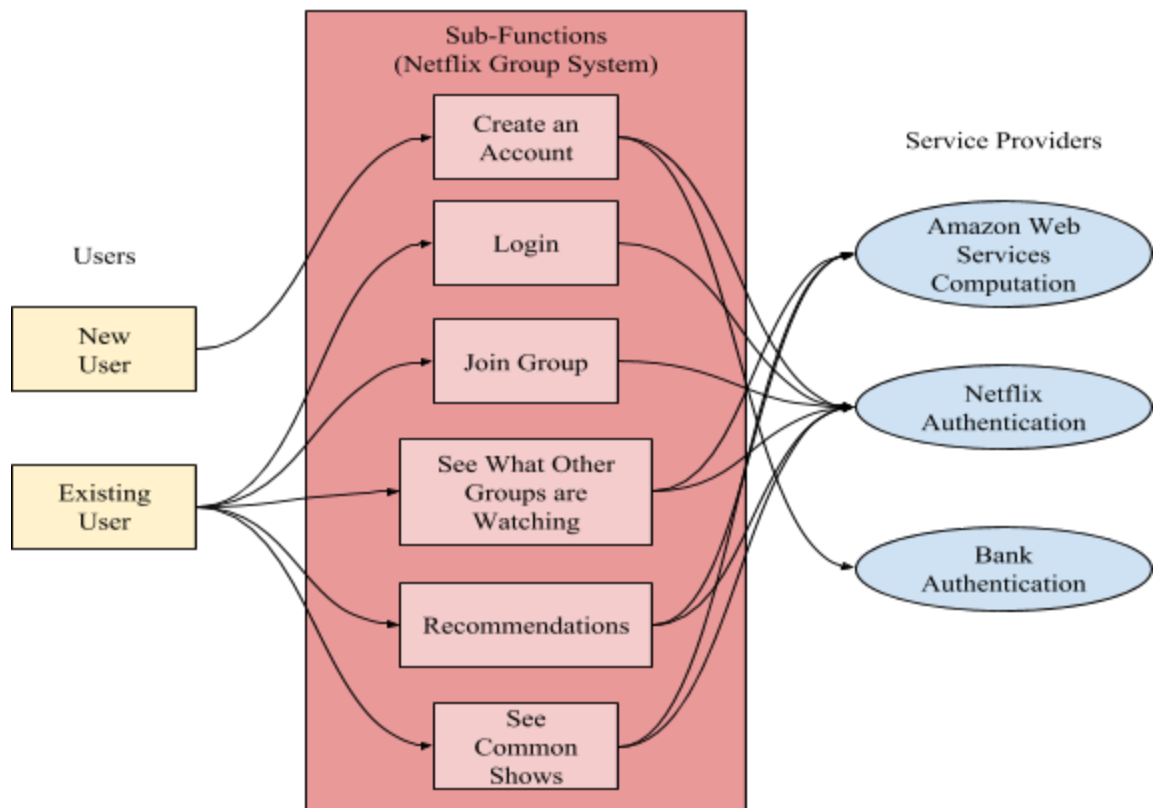 Sub-Functions
(Netflix Group System)
Create an
Account
Login
Join Group
See What Other
Groups are
Watching
Recommendations
See
Common
Shows
Users
New
User
Existing
User
Service Providers
Amazon Web
Services
Computation
Netflix
Authentication
Bank
Authentication